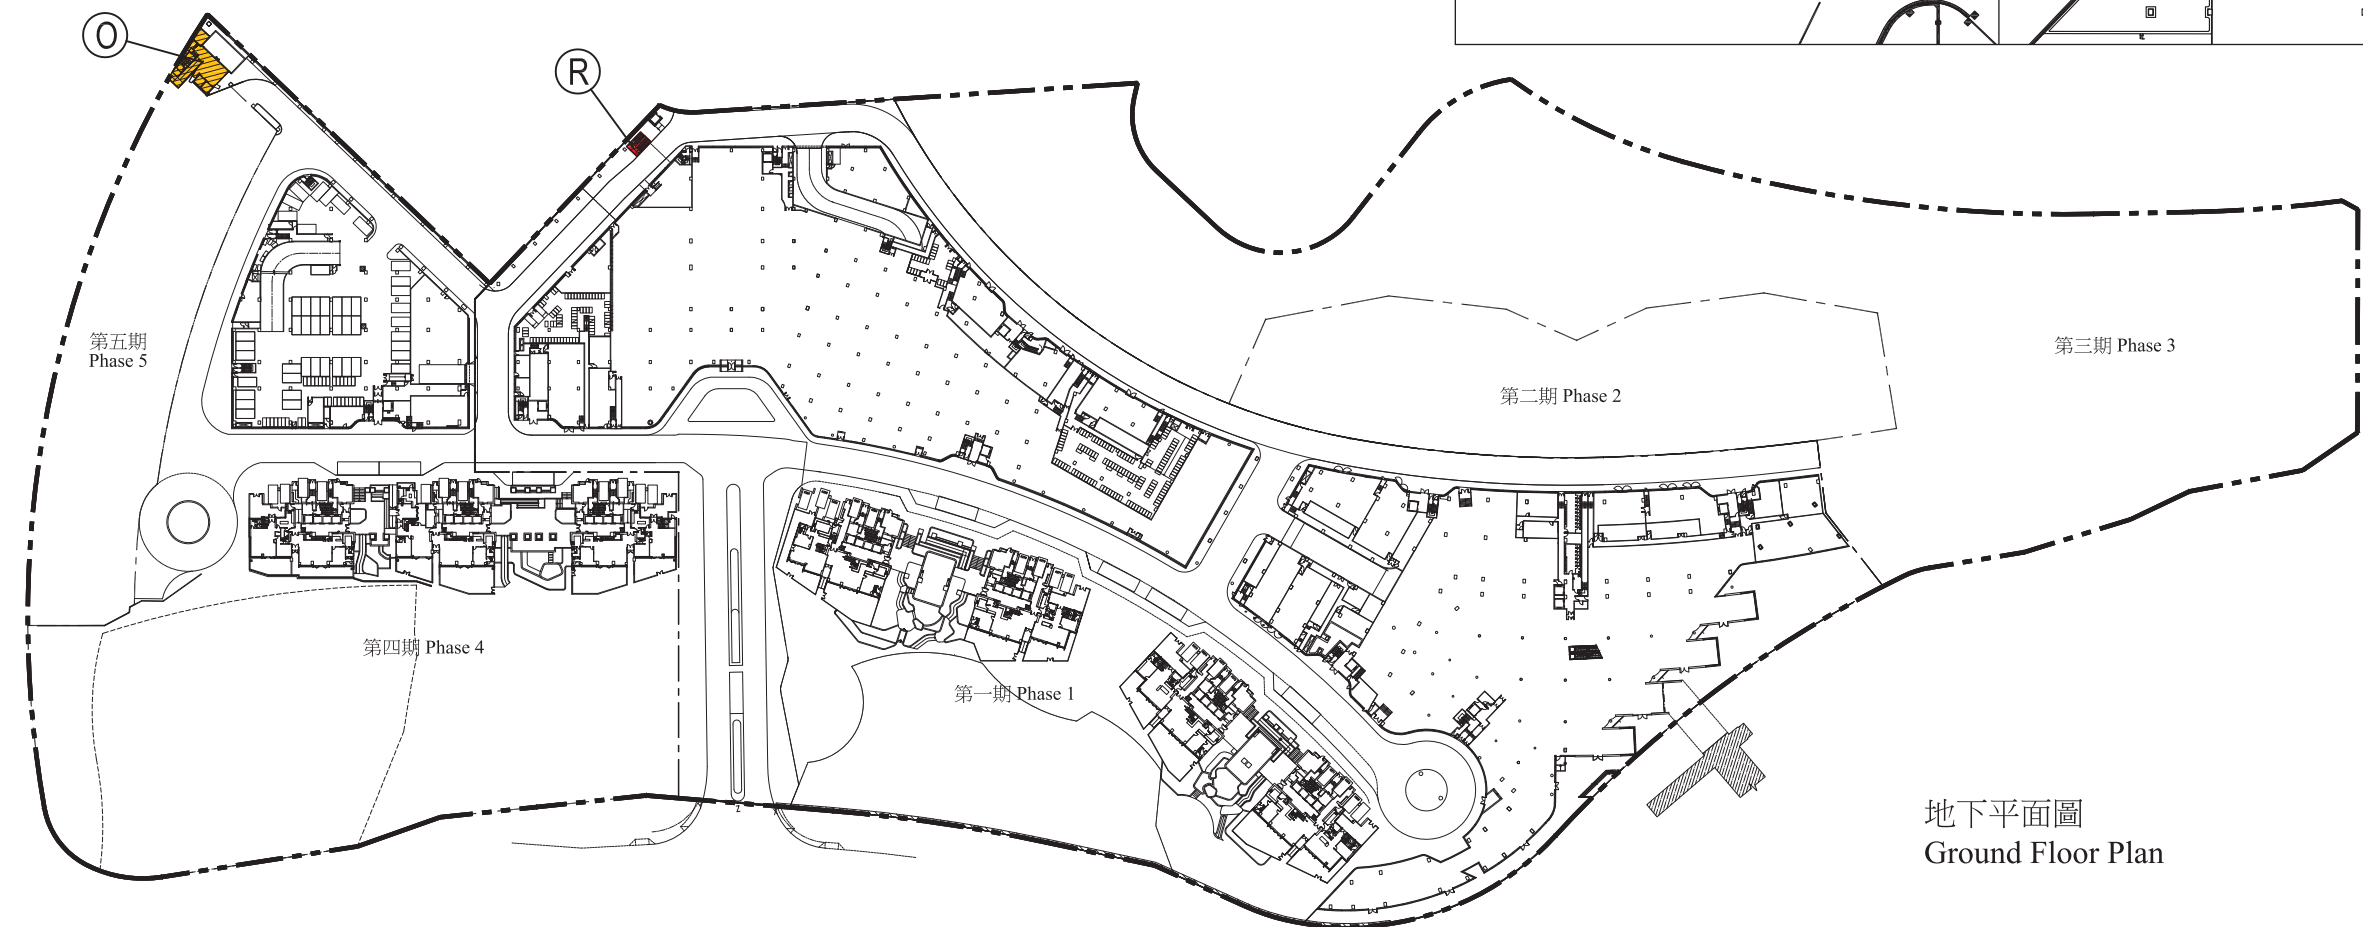 O
R
第五期
Phase 5
第三期 Phase 3
第二期 Phase 2
第四期 Phase 4
第一期 Phase 1
地下平面圖
Ground Floor Plan